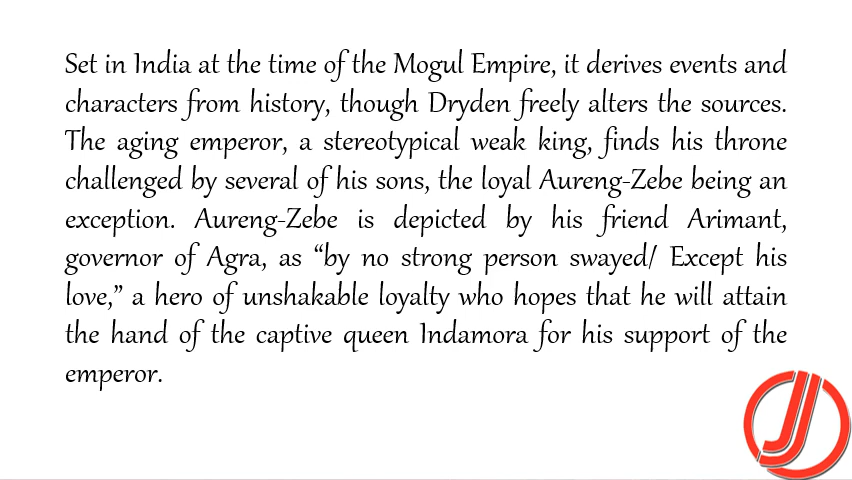 Set in India at the time of the Mogul Empire, it derives events and
characters from history, though Dryden freely alters the sources.
The aging emperor, a stereotypical weak king, finds his throne
challenged by several of his sons, the loyal Aureng-Zebe being an
exception. Aureng-Zebe is depicted by his friend Arimant,
governor of Agra, as “by no strong person swayed/ Except his
love,” a hero of unshakable loyalty who hopes that he will attain
the hand of the captive queen Indamora for his support of the
emperor.